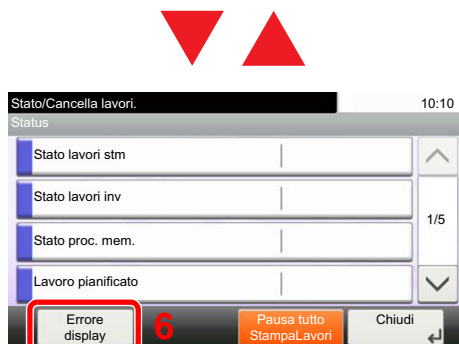 Stato/Cancella lavori.
10:10
Status
Stato lavori stm
Stato lavori inv
1/5
Stato proc. mem.
Lavoro pianificato
Errore
display
6
Pausa tutto
StampaLavori
Chiudi